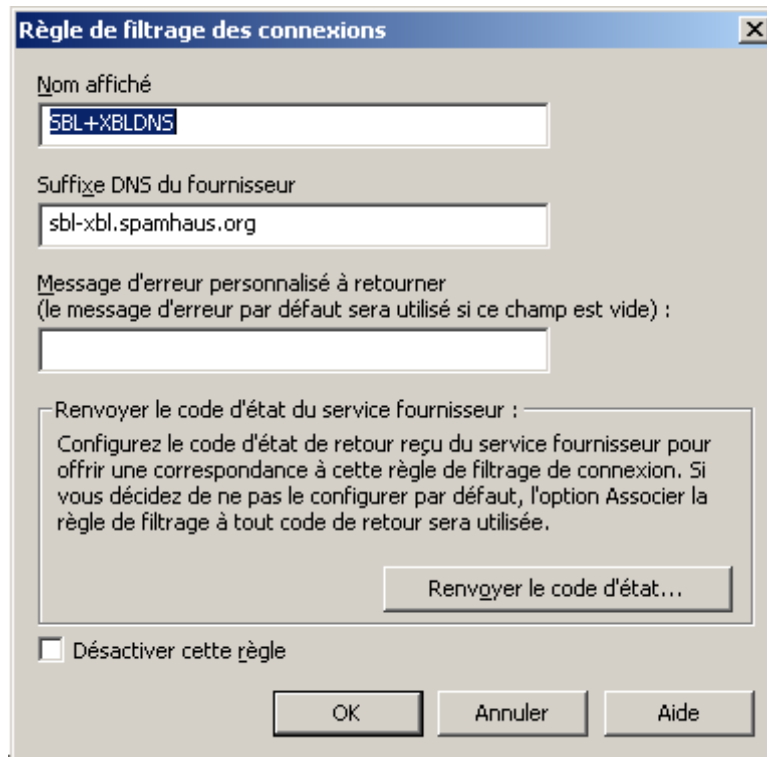 Règle de filtrage des connexions
Nom affiché
SBL+XBLDNS
Suffixe DNS du fournisseur
sbl-xbl.spamhaus.org
Message d'erreur personnalisé à retourner
(le message d'erreur par défaut sera utilisé si ce champ est vide) :
Renvoyer le code d'état du service fournisseur :
Configurez le code d'état de retour reçu du service fournisseur pour
offrir une correspondance à cette règle de filtrage de connexion. Si
vous décidez de ne pas le configurer par défaut, l'option Associer la
règle de filtrage à tout code de retour sera utilisée.
Renvoyer le code d'état...
Désactiver cette règle
OK
Annuler
Aide